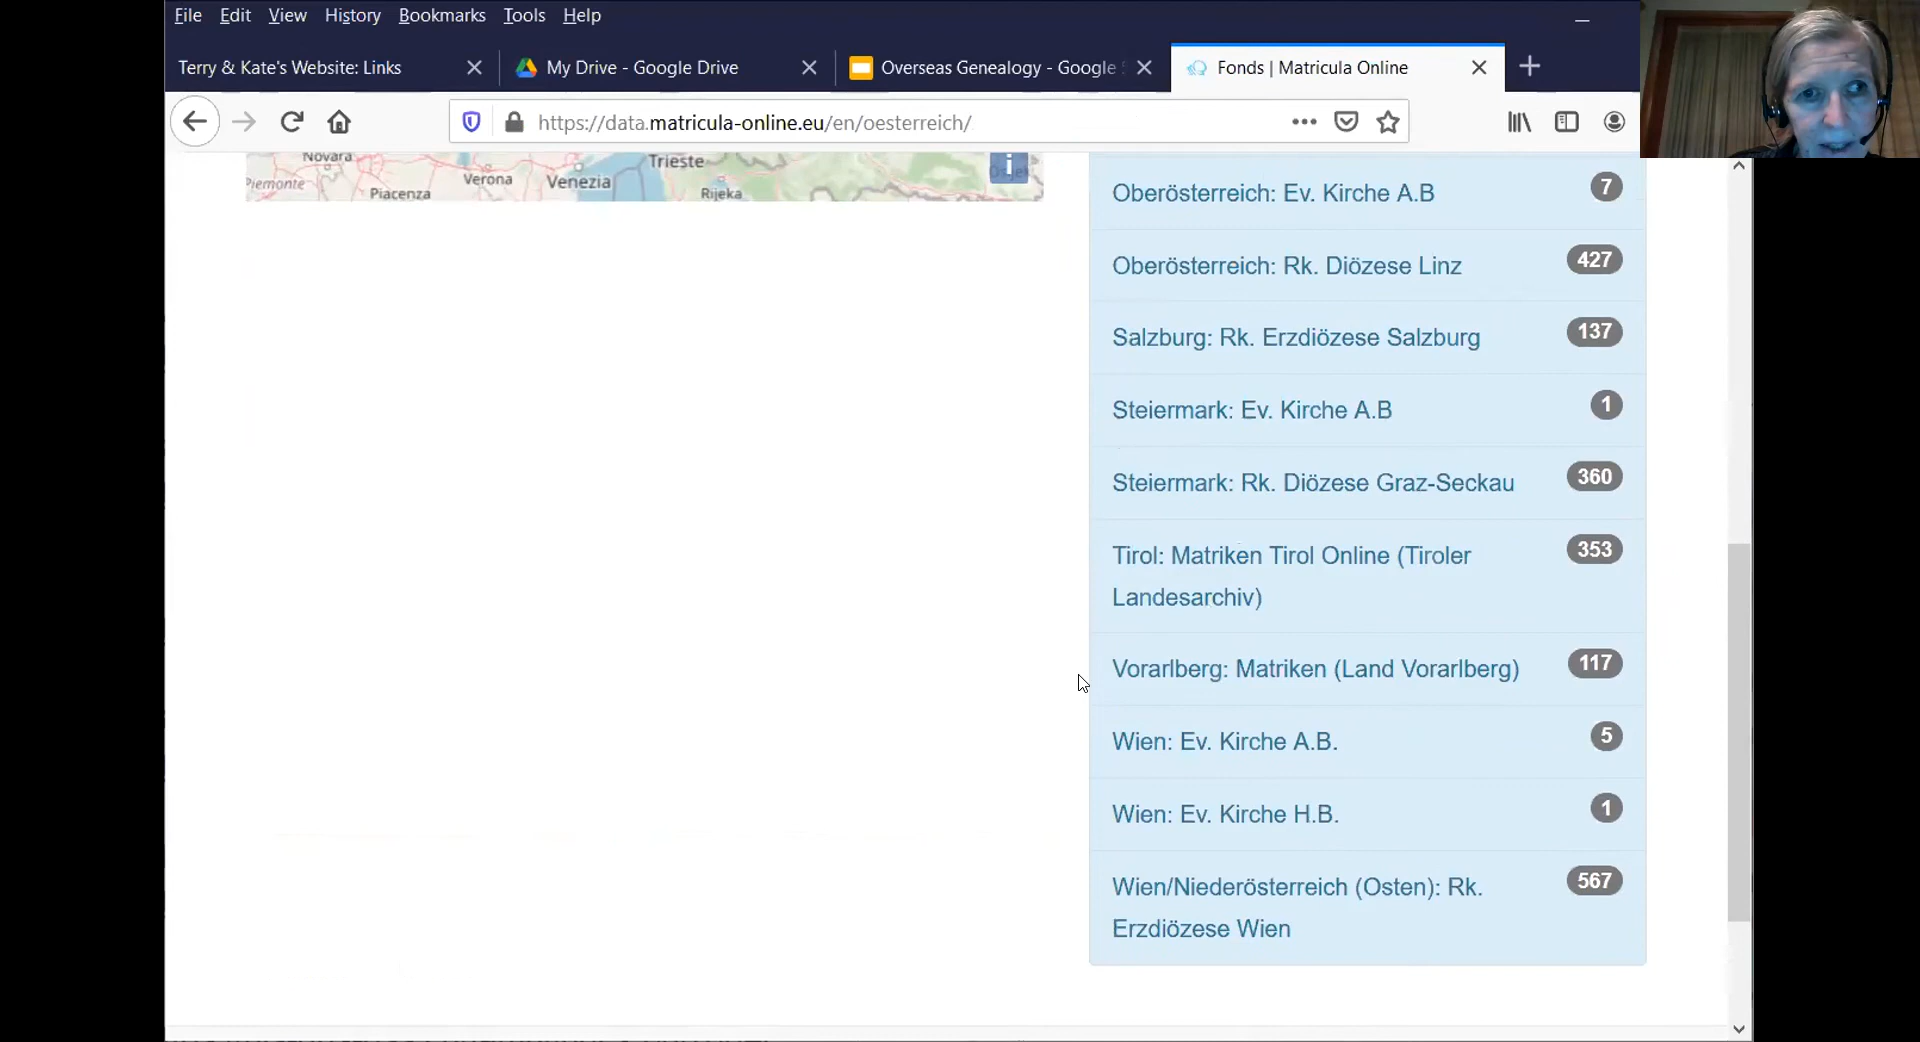 File Edit View History Bookmarks Tools Help
Terry & Kate's Website: Links My Drive - Google Drive Overseas Genealogy - Google Fonds | Matricula Online
https://data.matricula-online.eu/en/oesterreich/
Novara Trieste
Piemonte Piacenza Verona Venezia Rijeka
Oberösterreich: Ev. Kirche A.B 7
Oberösterreich: Rk. Diözese Linz 427
Salzburg: Rk. Erzdiözese Salzburg 137
Steiermark: Ev. Kirche A.B 1
Steiermark: Rk. Diözese Graz-Seckau 360
Tirol: Matriken Tirol Online (Tiroler 353
Landesarchiv)
Vorarlberg: Matriken (Land Vorarlberg) 117
Wien: Ev. Kirche A.B. 5
Wien: Ev. Kirche H.B. 1
Wien/Niederösterreich (Osten): Rk. 567
Erzdiözese Wien